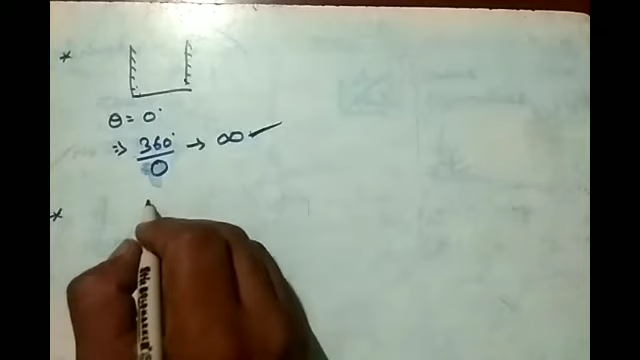 *
θ = 0°
⇒ 360°/0 → ∞ ✓
*